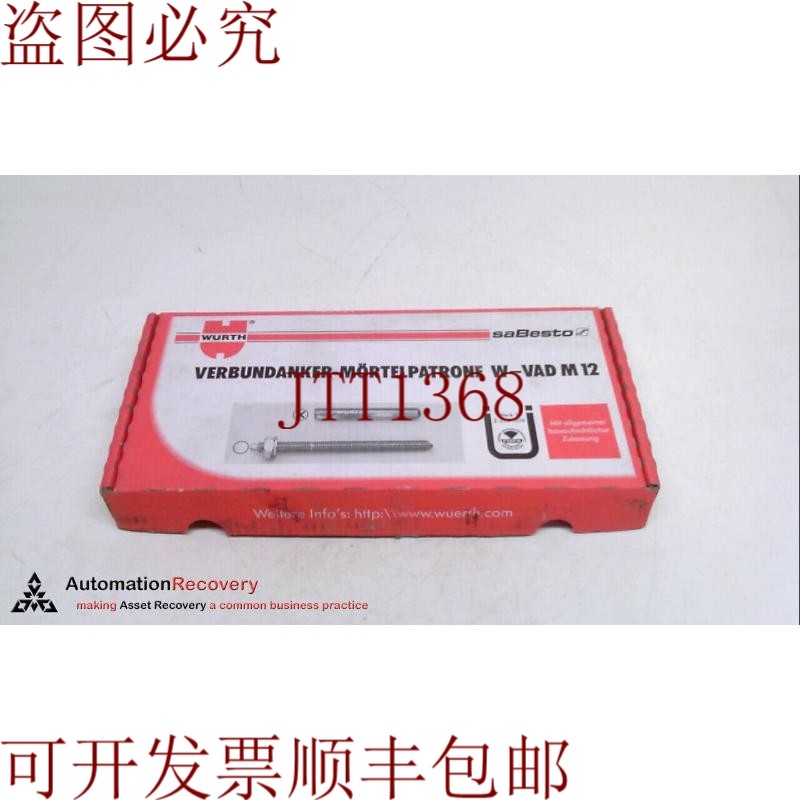 盗图必究
WURTH
®
saBesto
VERBUNDANKER-MÖRTELPATRONE W-VAD M 12
JTT1368
Mit allgemeiner
bauaufsichtlicher
Zulassung
Weitere Info's: http:\\www.wuerth.com
AutomationRecovery
making Asset Recovery a common business practice
可开发票顺丰包邮